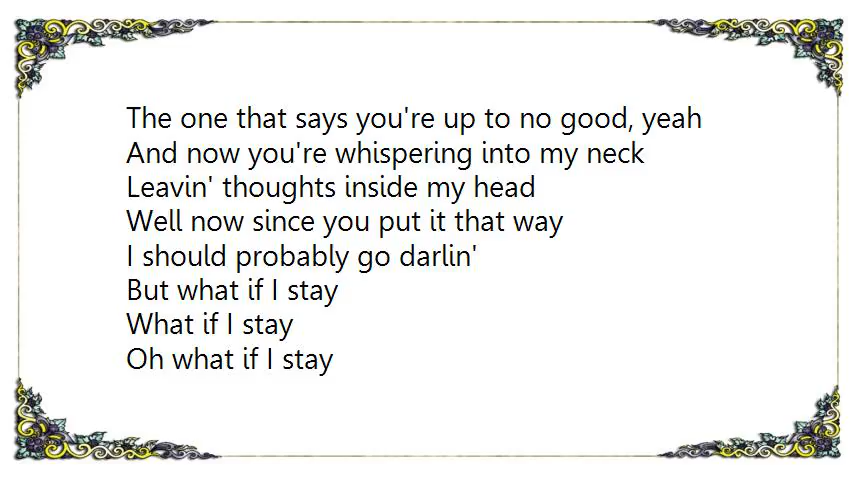 The one that says you're up to no good, yeah
And now you're whispering into my neck
Leavin' thoughts inside my head
Well now since you put it that way
I should probably go darlin'
But what if I stay
What if I stay
Oh what if I stay